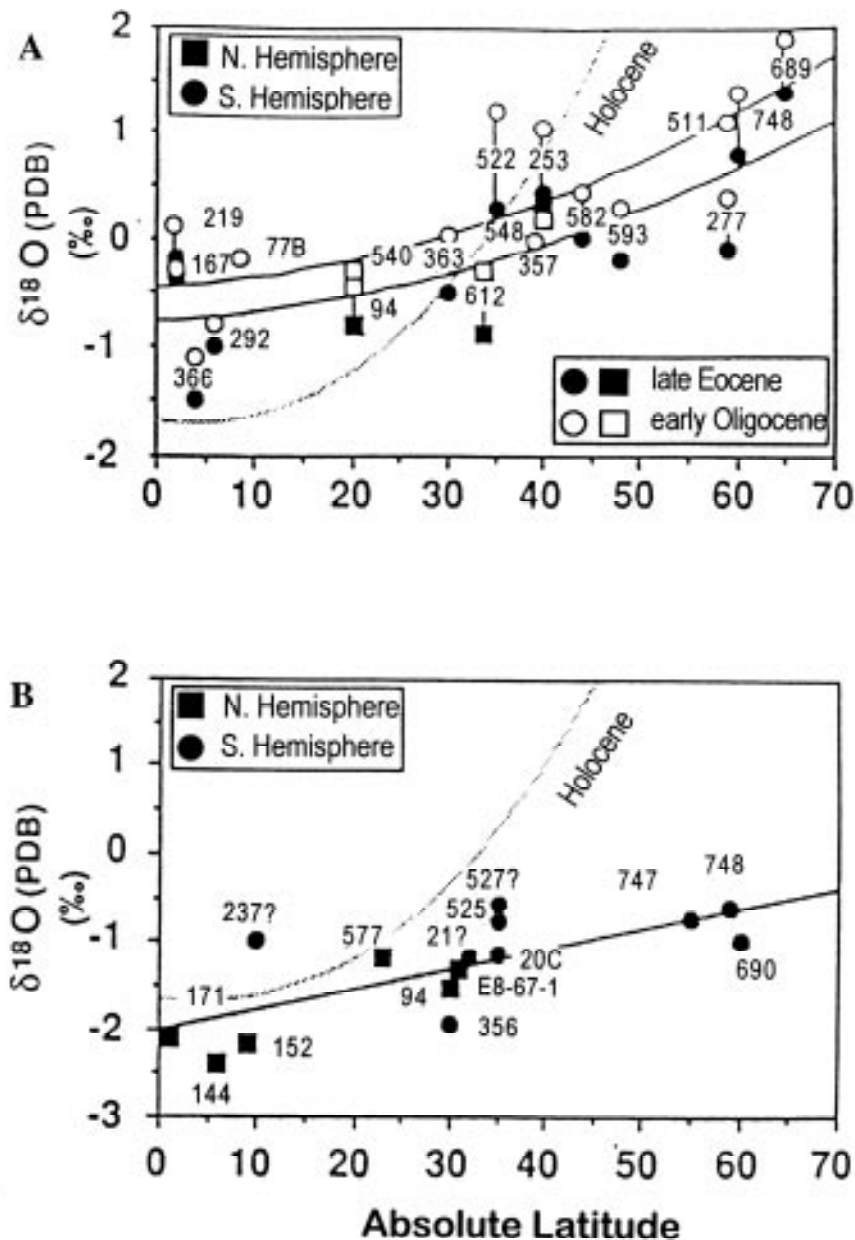 A
2
1
0
-1
-2
δ18 O (PDB)
(‰)
N. Hemisphere
S. Hemisphere
Holocene
689
511
748
522
253
219
77B
167
540
363
548
582
593
277
357
94
612
292
366
late Eocene
early Oligocene
0 10 20 30 40 50 60 70
B
2
1
0
-1
-2
-3
δ18 O (PDB)
(‰)
N. Hemisphere
S. Hemisphere
Holocene
237?
527?
747
748
525
577
21?
20C
690
171
94
E8-67-1
356
152
144
0 10 20 30 40 50 60 70
Absolute Latitude